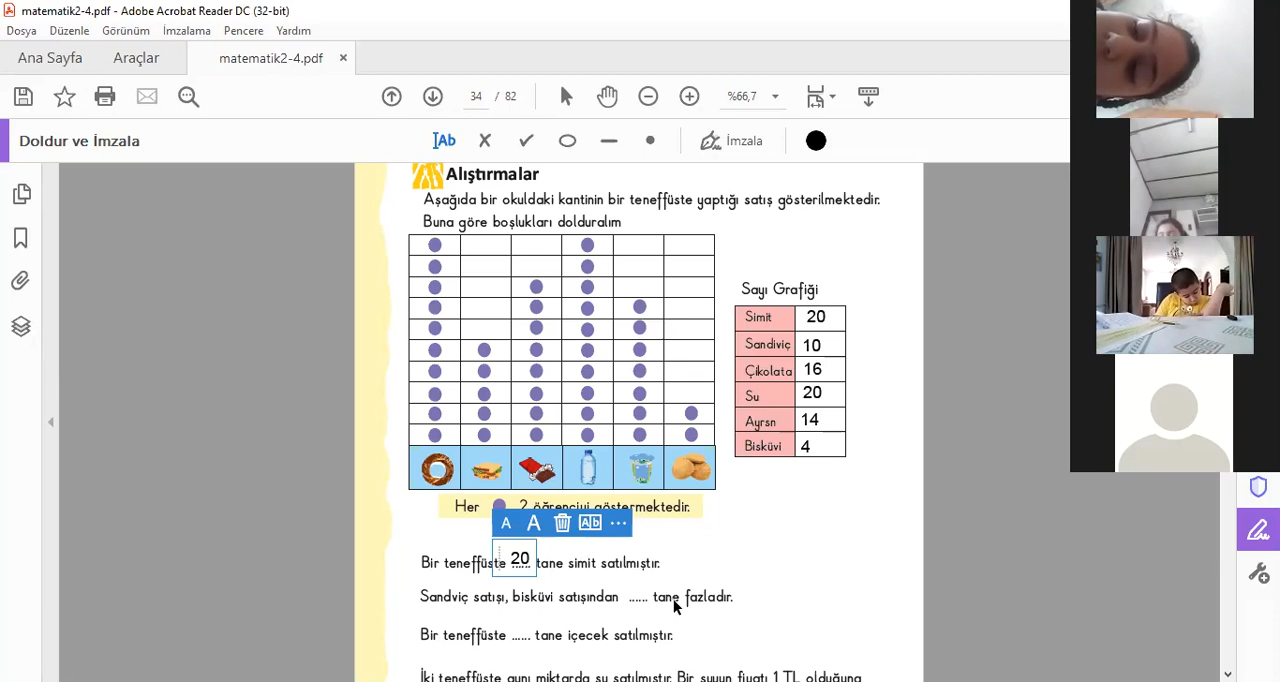 matematik2-4.pdf - Adobe Acrobat Reader DC (32-bit)
Dosya Düzenle Görünüm İmzalama Pencere Yardım
Ana Sayfa Araçlar matematik2-4.pdf ×
34 / 82 %66,7
Doldur ve İmzala Ab İmzala
Alıştırmalar
Aşağıda bir okuldaki kantinin bir teneffüste yaptığı satış gösterilmektedir.
Buna göre boşlukları dolduralım
Sayı Grafiği
Simit 20
Sandiviç 10
Çikolata 16
Su 20
Ayrsn 14
Bisküvi 4
Her 2 öğrenciyi göstermektedir.
A A Ab
Bir teneffüste 20 ...... tane simit satılmıştır.
Sandviç satışı, bisküvi satışından ...... tane fazladır.
Bir teneffüste ...... tane içecek satılmıştır.
İki teneffüste aynı miktarda su satılmıştır. Bir suyun fiyatı 1 TL olduğuna